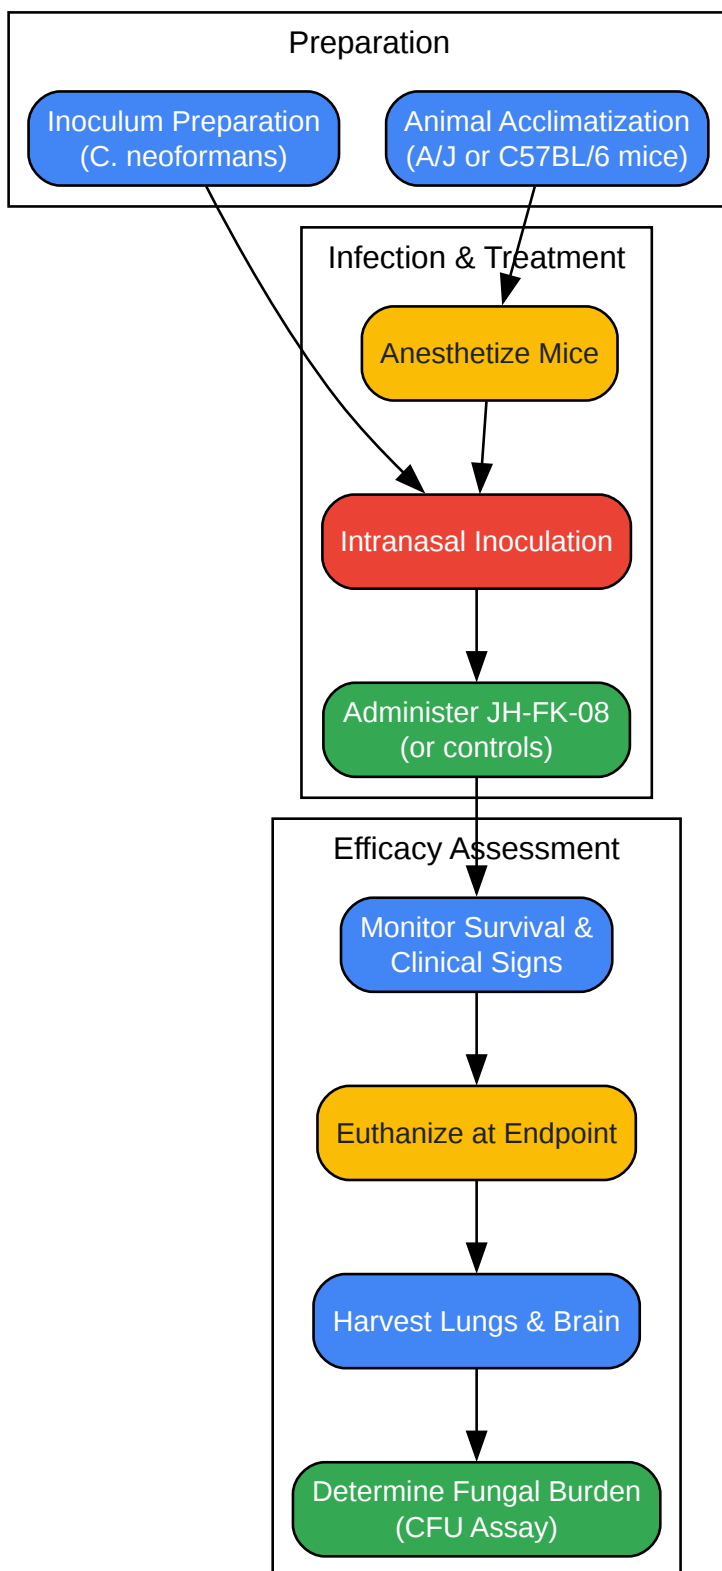 Preparation
Inoculum Preparation
(C. neoformans)
Animal Acclimatization
(A/J or C57BL/6 mice)
Infection & Treatment
Anesthetize Mice
Intranasal Inoculation
Administer JH-FK-08
(or controls)
Efficacy Assessment
Monitor Survival &
Clinical Signs
Euthanize at Endpoint
Harvest Lungs & Brain
Determine Fungal Burden
(CFU Assay)